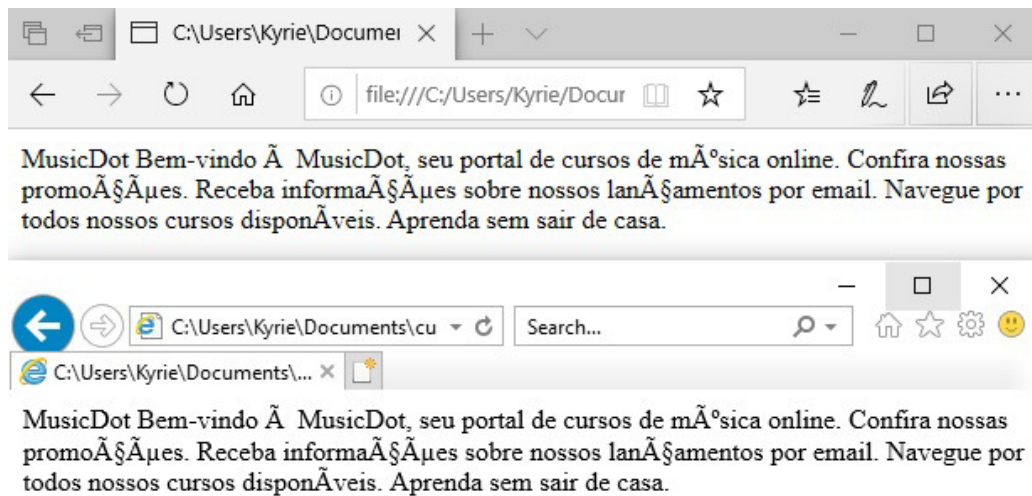 C:\Users\Kyrie\Documei
file:///C:/Users/Kyrie/Docur
MusicDot Bem-vindo Ã  MusicDot, seu portal de cursos de mÃºsica online. Confira nossas
promoÃ§Ãµes. Receba informaÃ§Ãµes sobre nossos lanÃ§amentos por email. Navegue por
todos nossos cursos disponÃveis. Aprenda sem sair de casa.
C:\Users\Kyrie\Documents\cu
Search...
C:\Users\Kyrie\Documents\...
MusicDot Bem-vindo Ã  MusicDot, seu portal de cursos de mÃºsica online. Confira nossas
promoÃ§Ãµes. Receba informaÃ§Ãµes sobre nossos lanÃ§amentos por email. Navegue por
todos nossos cursos disponÃveis. Aprenda sem sair de casa.